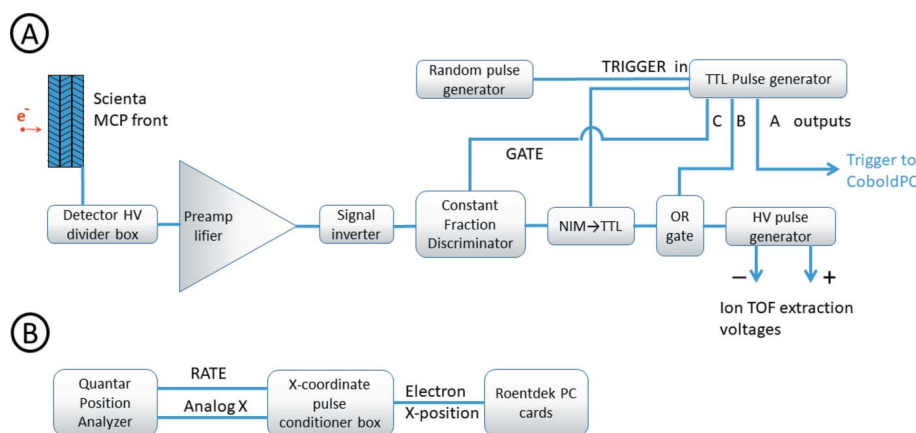 A
Scienta
MCP front
e-
Detector HV
divider box
Preamp
lifier
Signal
inverter
Constant
Fraction
Discriminator
GATE
NIM→TTL
OR
gate
HV pulse
generator
Random pulse
generator
TRIGGER in
TTL Pulse generator
C B A outputs
Trigger to
CoboldPC
– +
Ion TOF extraction
voltages
B
Quantar
Position
Analyzer
RATE
Analog X
X-coordinate
pulse
conditioner box
Electron
X-position
Roentdek PC
cards